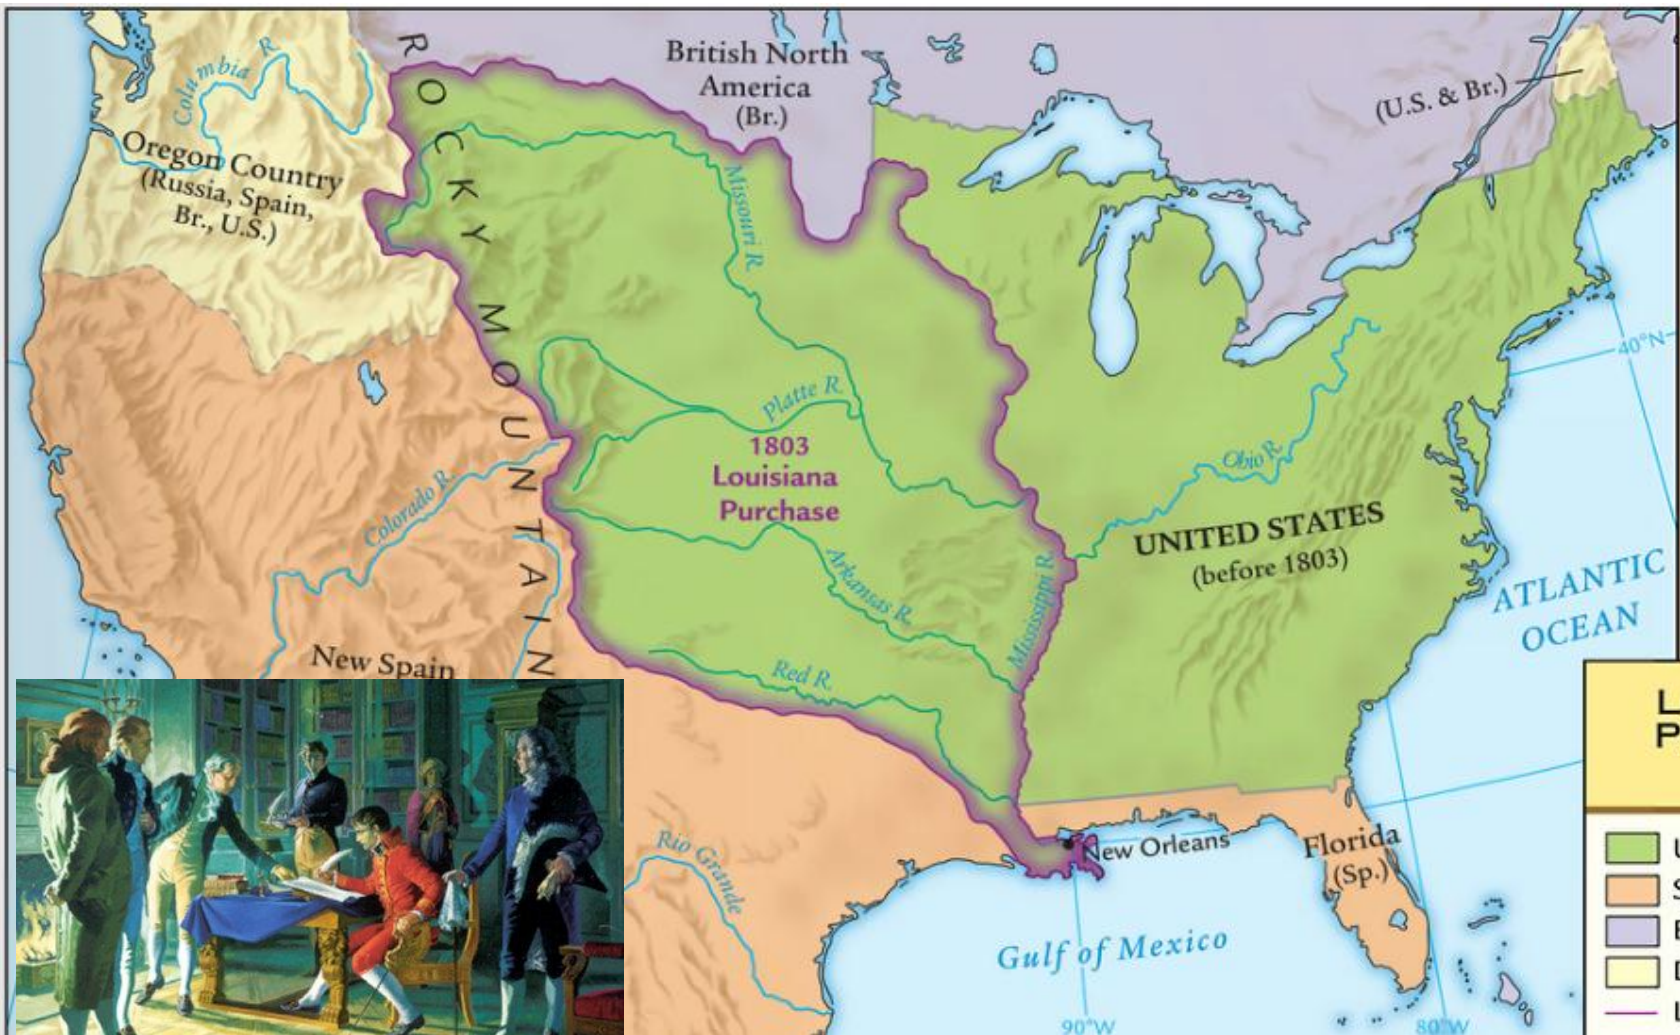 ROCKY MOUNTAIN
British North
America
(Br.)
(U.S. & Br.)
Columbia R.
Oregon Country
(Russia, Spain,
Br., U.S.)
Missouri R.
40°N
Platte R.
1803
Louisiana
Purchase
Ohio R.
Colorado R.
UNITED STATES
(before 1803)
Arkansas R.
Mississippi R.
ATLANTIC
OCEAN
New Spain
Red R.
L
P
Rio Grande
New Orleans
Florida
(Sp.)
Gulf of Mexico
90°W
80°W